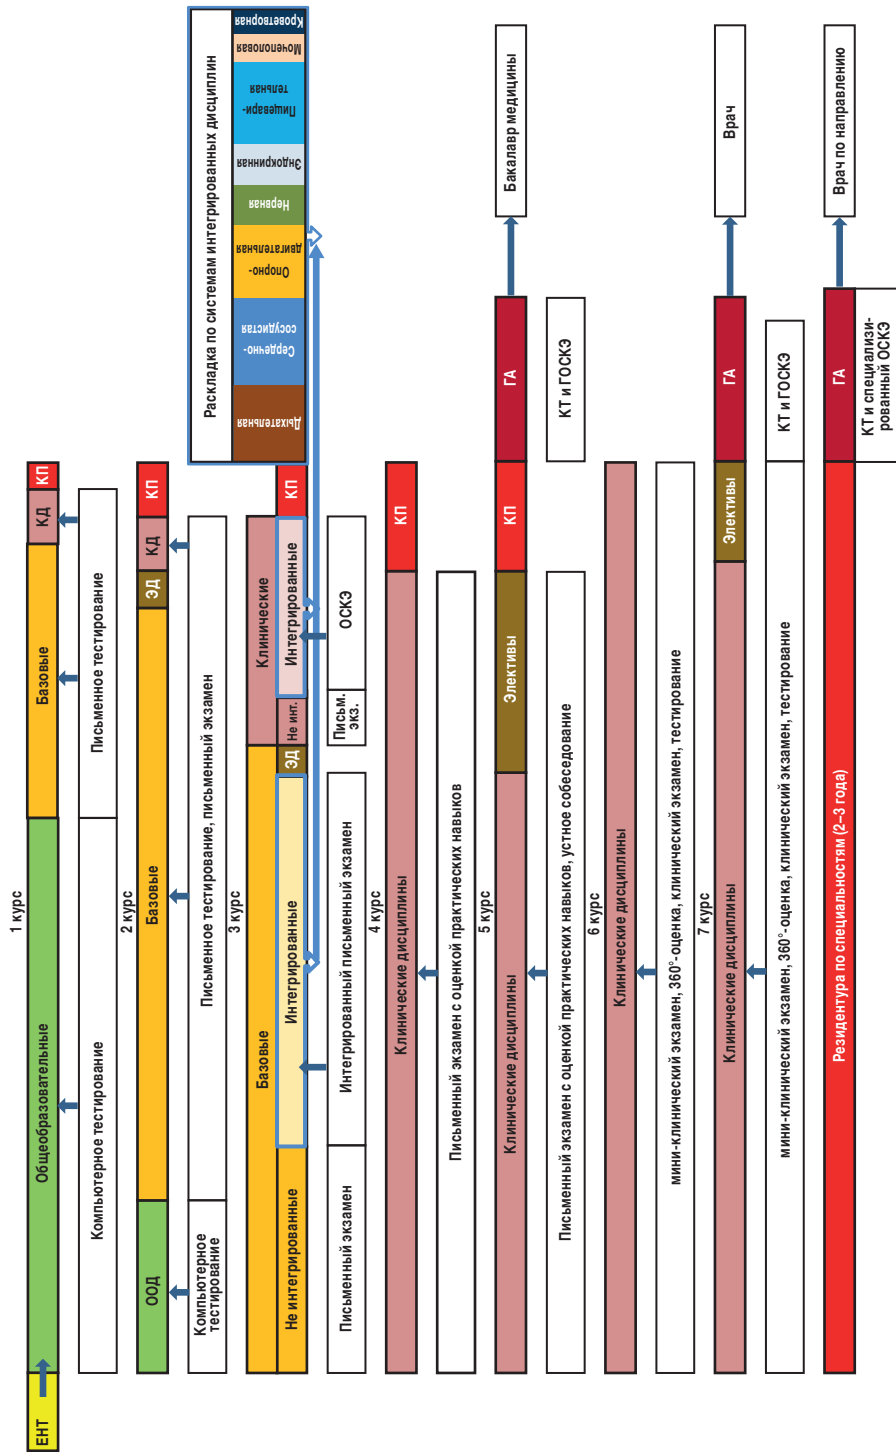 1 курс
ЕНТ
Общеобразовательные
Базовые
КД
КП
Компьютерное тестирование
Письменное тестирование
2 курс
ООД
Базовые
ЭД
КД
КП
Компьютерное
тестирование
Письменное тестирование, письменный экзамен
3 курс
Базовые
Клинические
Не интегрированные
Интегрированные
ЭД
Не инт.
Интегрированные
КП
Письменный экзамен
Интегрированный письменный экзамен
Письм.
экз.
ОСКЭ
Раскладка по системам интегрированных дисциплин
Дыхательная
Сердечно-
сосудистая
Опорно-
двигательная
Нервная
Эндокринная
Пищевари-
тельная
Мочеполовая
Кроветворная
4 курс
Клинические дисциплины
КП
Письменный экзамен с оценкой практических навыков
5 курс
Клинические дисциплины
Элективы
КП
ГА
Бакалавр медицины
Письменный экзамен с оценкой практических навыков, устное собеседование
КТ и ГОСКЭ
6 курс
Клинические дисциплины
мини-клинический экзамен, 360°-оценка, клинический экзамен, тестирование
7 курс
Клинические дисциплины
Элективы
ГА
Врач
мини-клинический экзамен, 360°-оценка, клинический экзамен, тестирование
КТ и ГОСКЭ
Резидентура по специальностям (2–3 года)
ГА
Врач по направлению
КТ и специализи-
рованный ОСКЭ